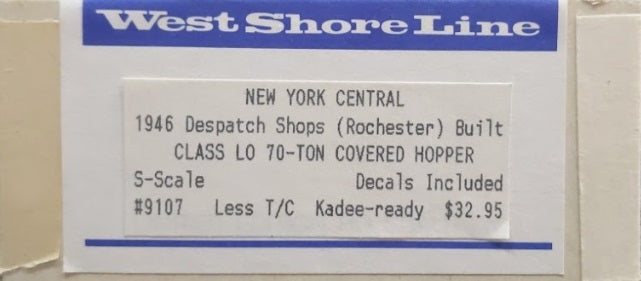 West Shore Line
NEW YORK CENTRAL
1946 Despatch Shops (Rochester) Built
CLASS LO 70-TON COVERED HOPPER
S-Scale Decals Included
#9107 Less T/C Kadee-ready $32.95